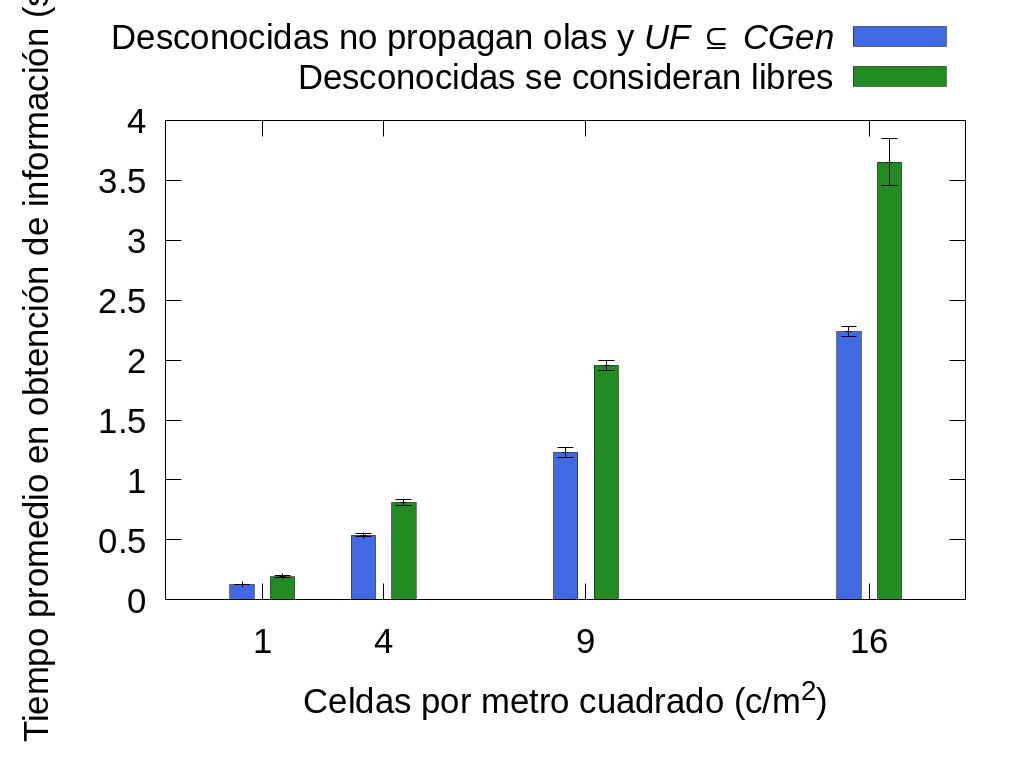 Desconocidas no propagan olas y UF ⊆ CGen
Desconocidas se consideran libres
Tiempo promedio en obtención de información (s
4
3.5
3
2.5
2
1.5
1
0.5
0
1 4 9 16
Celdas por metro cuadrado (c/m²)